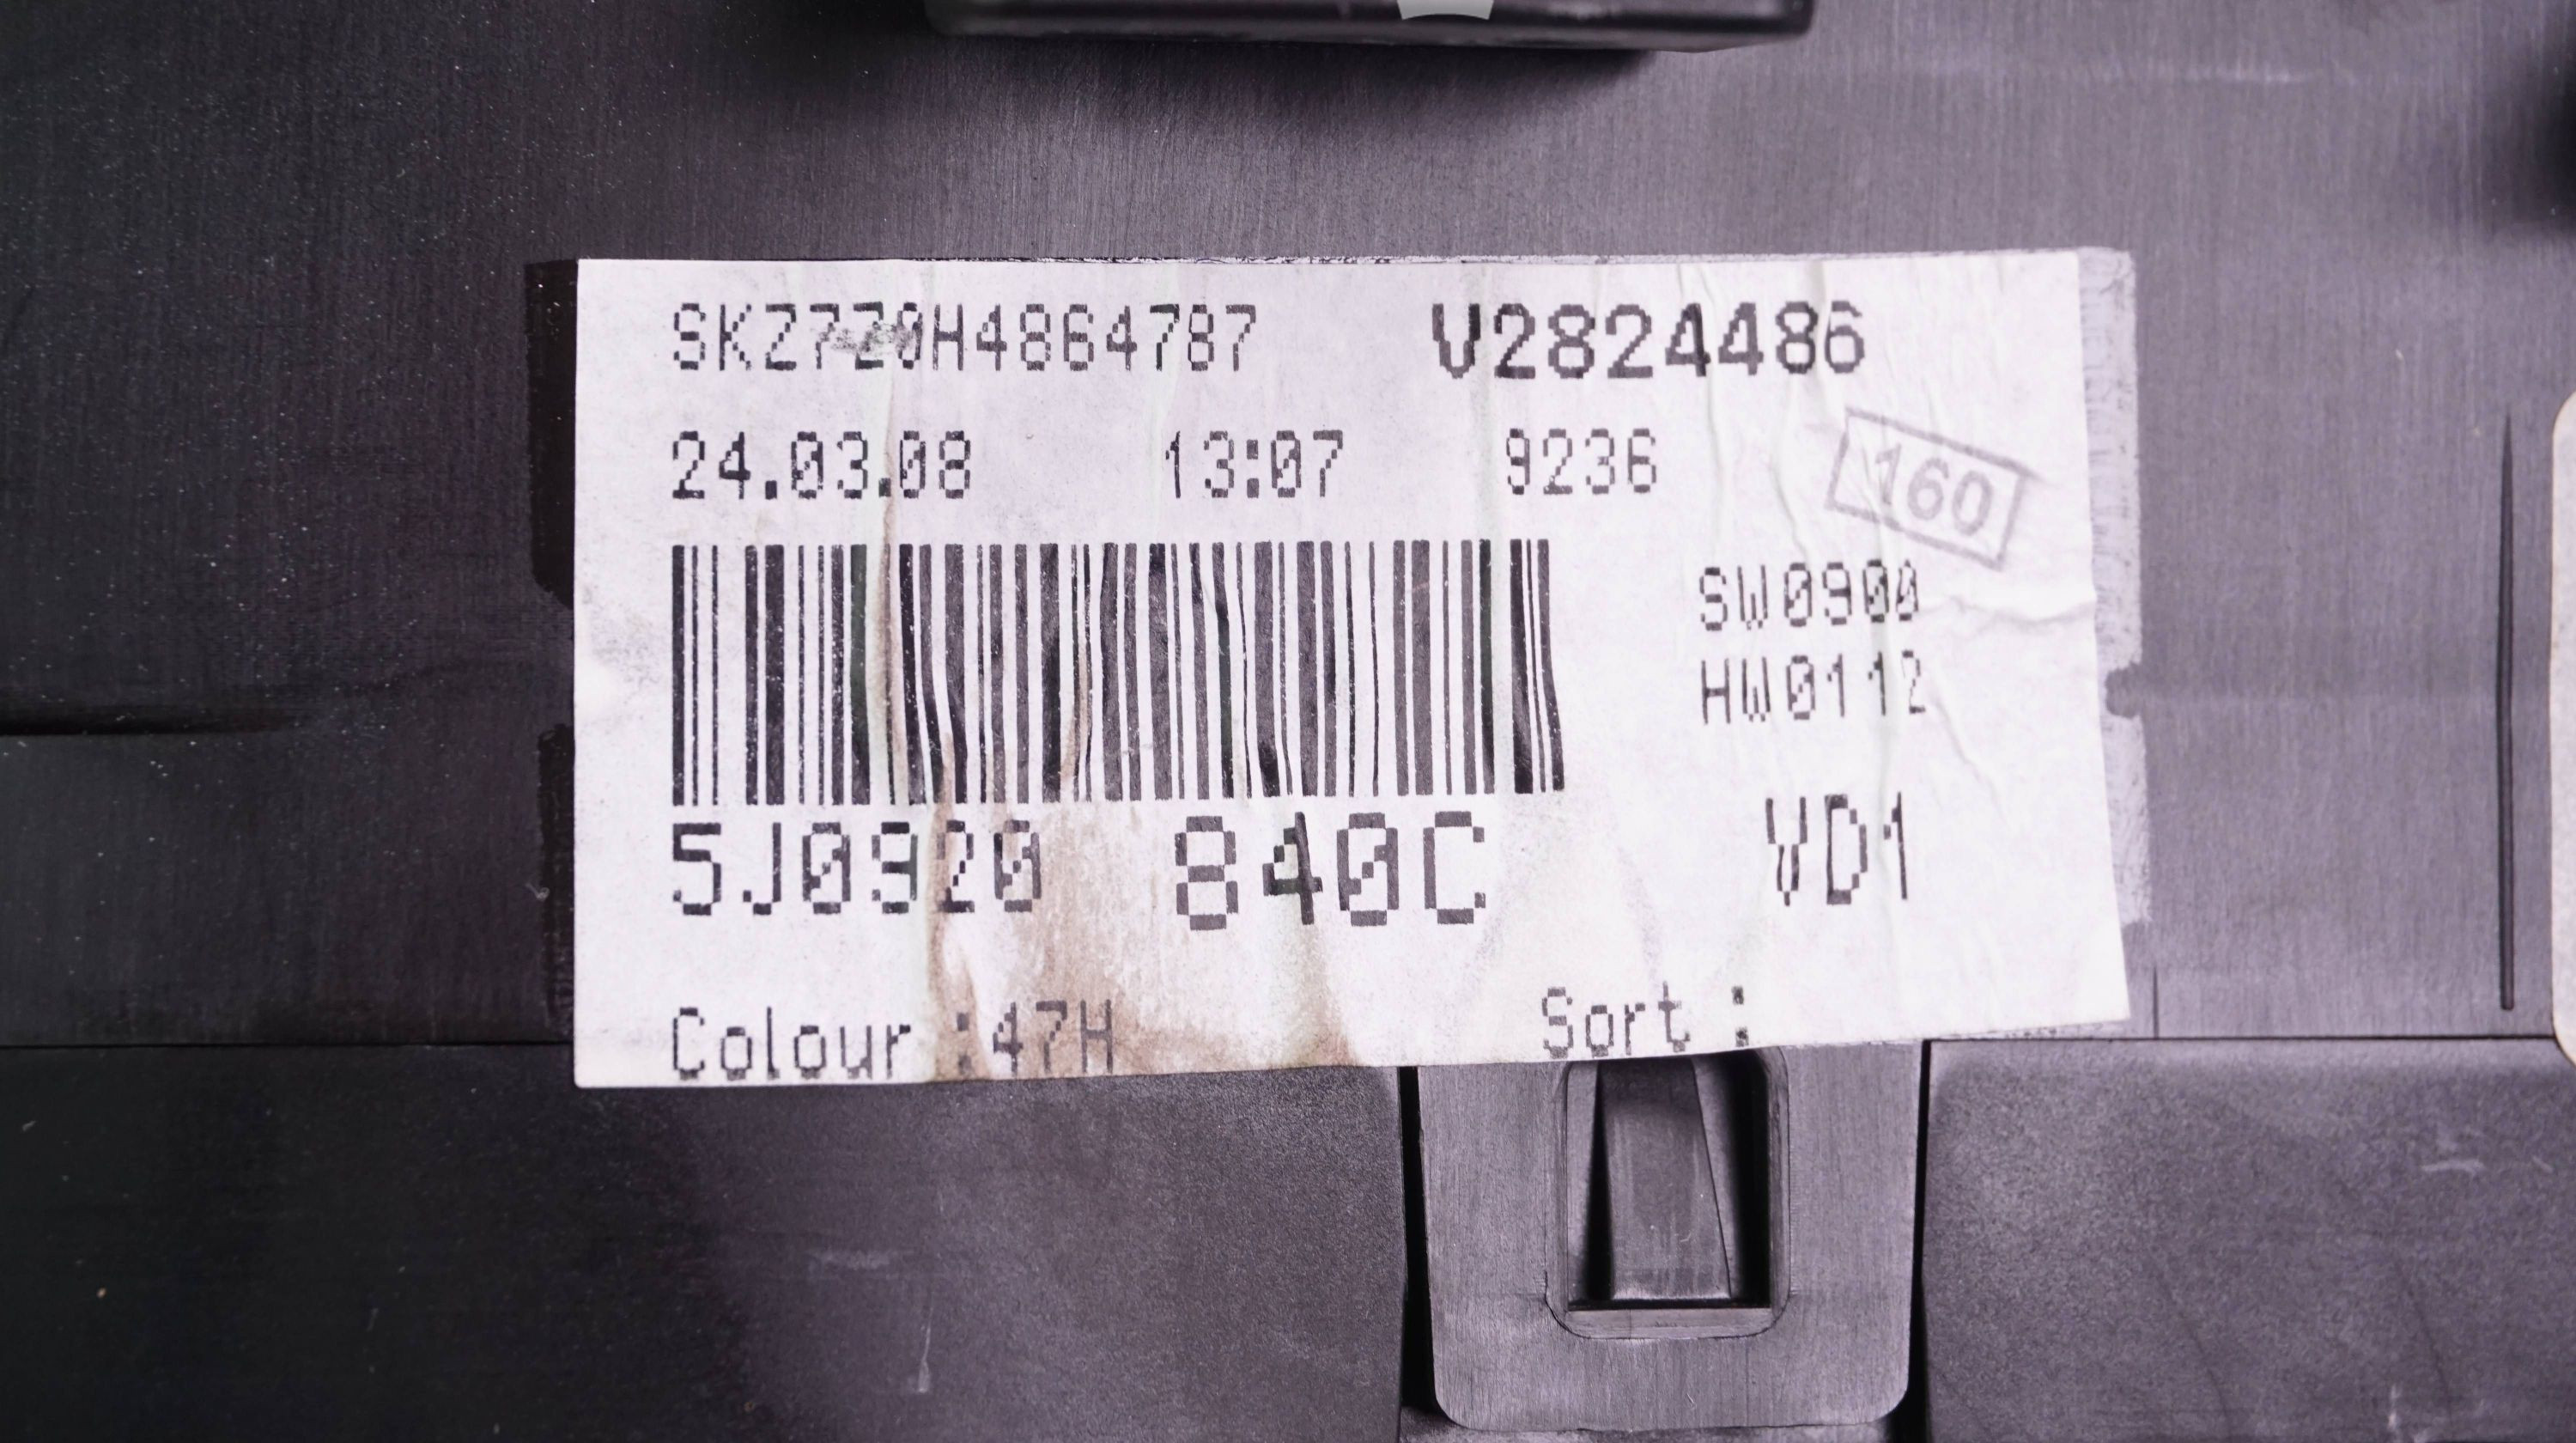 SKZ7Z0H4864787 V2824486
24.03.08 13:07 9236
160
SW0900
HW0112
5J0920 840C VD1
Colour :47H Sort :